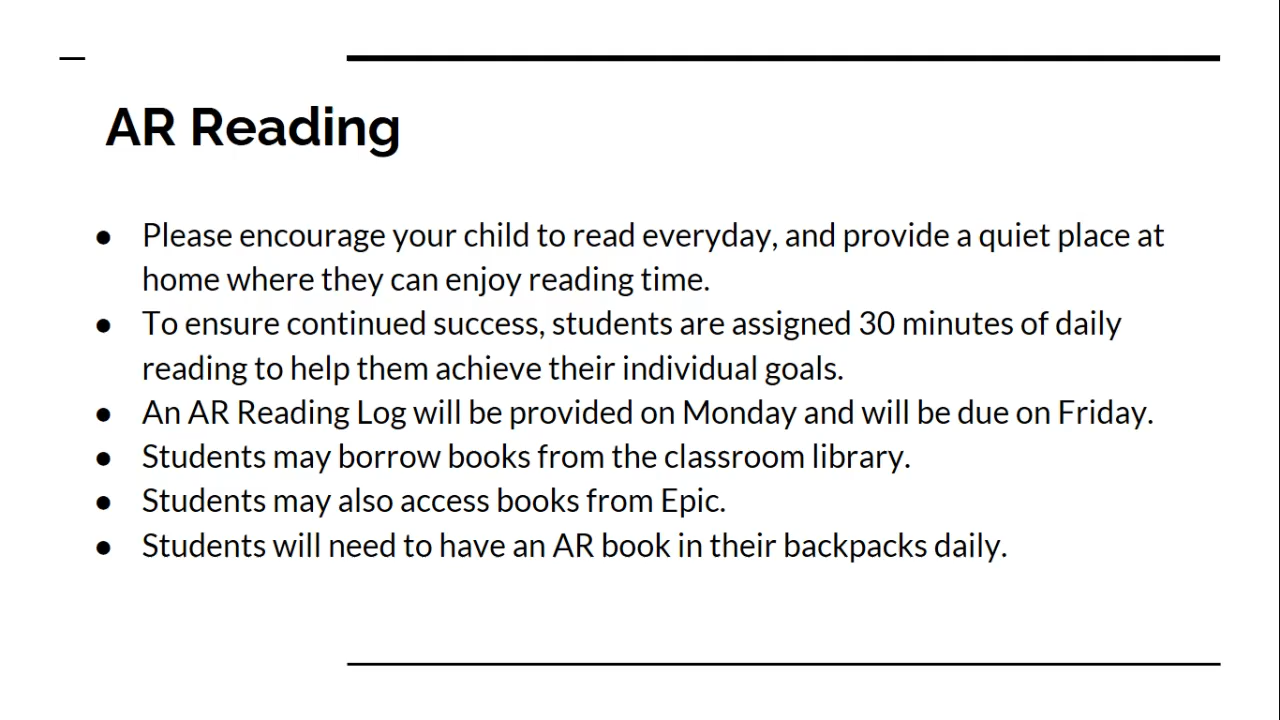 AR Reading
● Please encourage your child to read everyday, and provide a quiet place at
home where they can enjoy reading time.
● To ensure continued success, students are assigned 30 minutes of daily
reading to help them achieve their individual goals.
● An AR Reading Log will be provided on Monday and will be due on Friday.
● Students may borrow books from the classroom library.
● Students may also access books from Epic.
● Students will need to have an AR book in their backpacks daily.